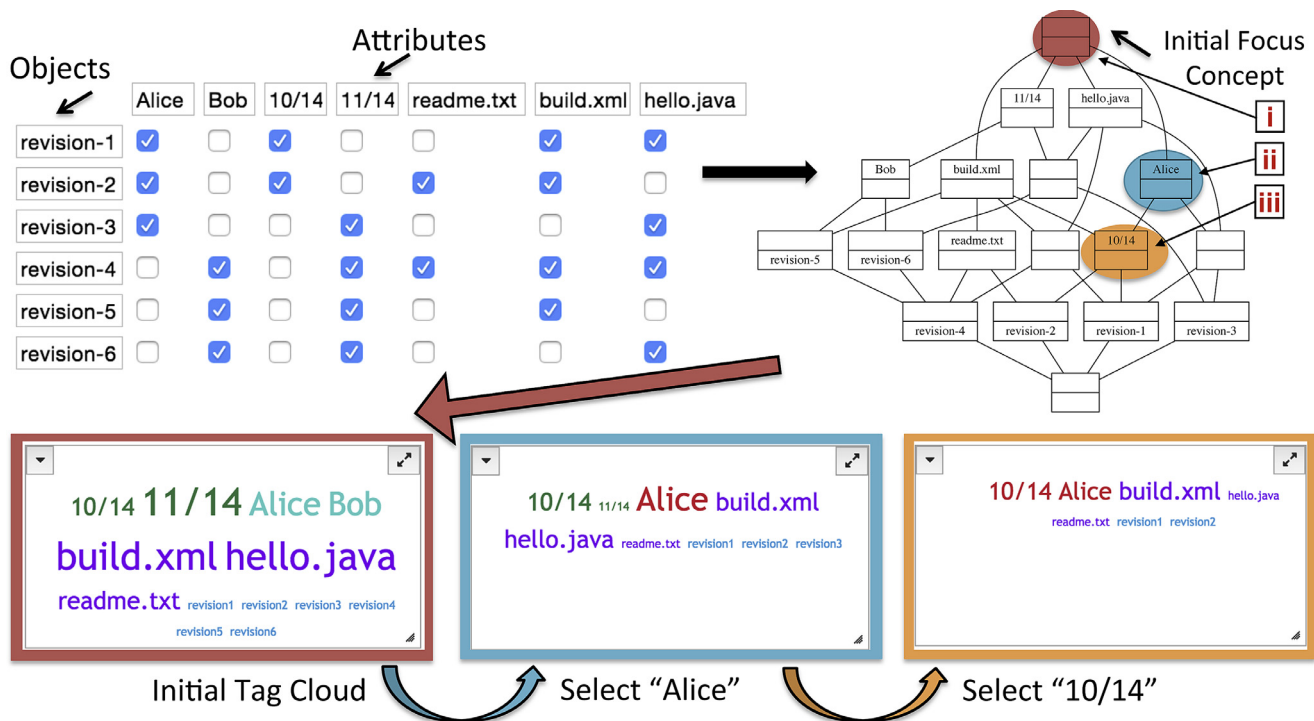 Objects
Attributes
Alice Bob 10/14 11/14 readme.txt build.xml hello.java
revision-1
revision-2
revision-3
revision-4
revision-5
revision-6
Initial Focus
Concept
i
ii
iii
11/14 hello.java
Bob build.xml Alice
readme.txt 10/14
revision-5 revision-6
revision-4 revision-2 revision-1 revision-3
10/14 11/14 Alice Bob
build.xml hello.java
readme.txt revision1 revision2 revision3 revision4
revision5 revision6
Initial Tag Cloud
10/14 11/14 Alice build.xml
hello.java readme.txt revision1 revision2 revision3
Select “Alice”
10/14 Alice build.xml hello.java
readme.txt revision1 revision2
Select “10/14”